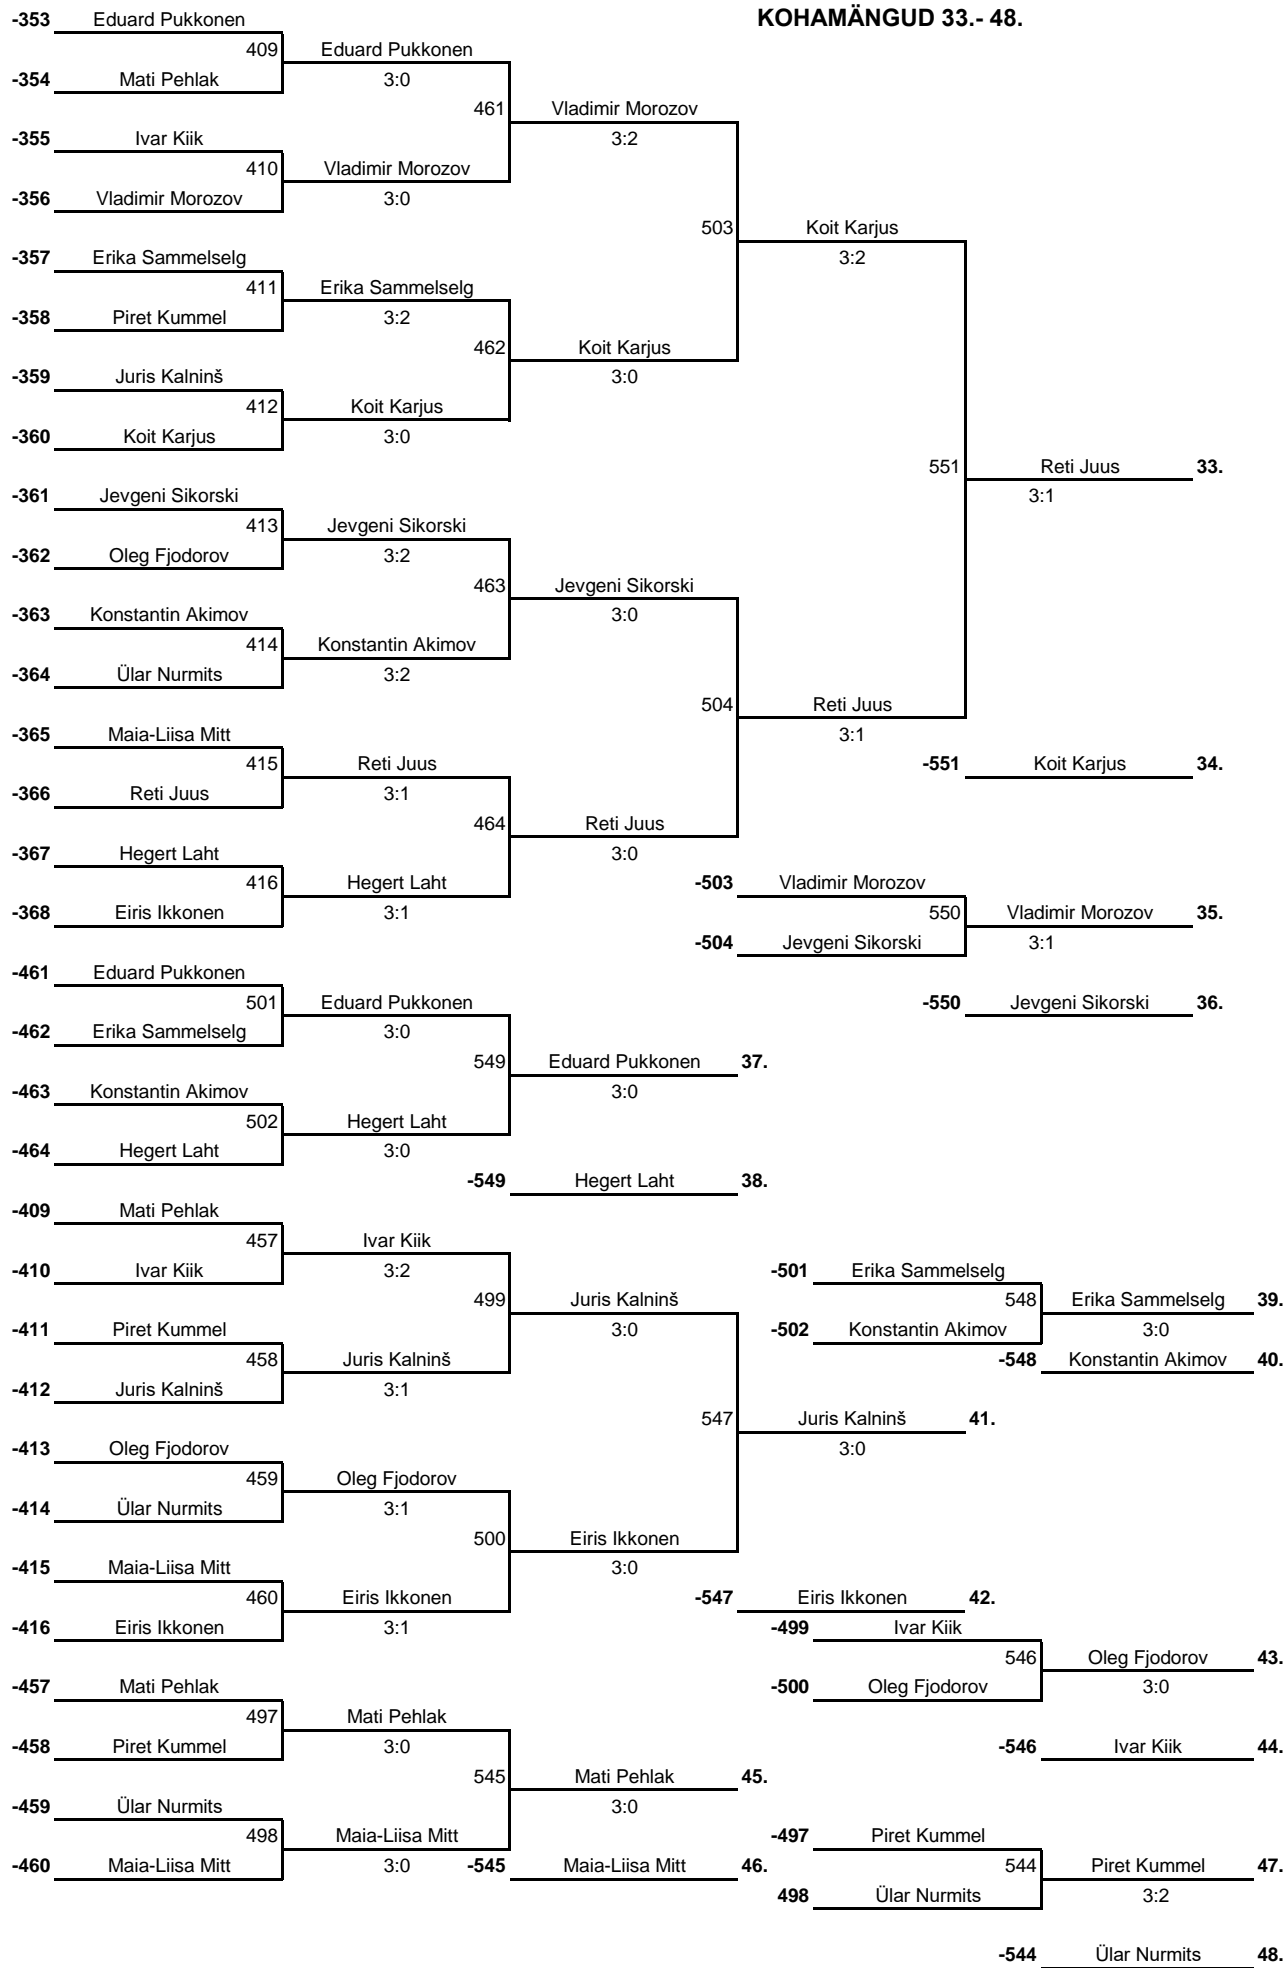 KOHAMÄNGUD 33.- 48.
-353 Eduard Pukkonen
409 Eduard Pukkonen
-354 Mati Pehlak 3:0
461 Vladimir Morozov
-355 Ivar Kiik 3:2
410 Vladimir Morozov
-356 Vladimir Morozov 3:0
503 Koit Karjus
-357 Erika Sammelselg 3:2
411 Erika Sammelselg
-358 Piret Kummel 3:2
462 Koit Karjus
-359 Juris Kalninš 3:0
412 Koit Karjus
-360 Koit Karjus 3:0
551 Reti Juus 33.
-361 Jevgeni Sikorski 3:1
413 Jevgeni Sikorski
-362 Oleg Fjodorov 3:2
463 Jevgeni Sikorski
-363 Konstantin Akimov 3:0
414 Konstantin Akimov
-364 Ülar Nurmits 3:2
504 Reti Juus
-365 Maia-Liisa Mitt 3:1
415 Reti Juus -551 Koit Karjus 34.
-366 Reti Juus 3:1
464 Reti Juus
-367 Hegert Laht 3:0
416 Hegert Laht -503 Vladimir Morozov
-368 Eiris Ikkonen 3:1 550 Vladimir Morozov 35.
-504 Jevgeni Sikorski 3:1
-461 Eduard Pukkonen
501 Eduard Pukkonen -550 Jevgeni Sikorski 36.
-462 Erika Sammelselg 3:0
549 Eduard Pukkonen 37.
-463 Konstantin Akimov 3:0
502 Hegert Laht
-464 Hegert Laht 3:0
-549 Hegert Laht 38.
-409 Mati Pehlak
457 Ivar Kiik
-410 Ivar Kiik 3:2 -501 Erika Sammelselg
499 Juris Kalninš 548 Erika Sammelselg 39.
-411 Piret Kummel 3:0 -502 Konstantin Akimov 3:0
458 Juris Kalninš -548 Konstantin Akimov 40.
-412 Juris Kalninš 3:1
547 Juris Kalninš 41.
-413 Oleg Fjodorov 3:0
459 Oleg Fjodorov
-414 Ülar Nurmits 3:1
500 Eiris Ikkonen
-415 Maia-Liisa Mitt 3:0
460 Eiris Ikkonen -547 Eiris Ikkonen 42.
-416 Eiris Ikkonen 3:1 -499 Ivar Kiik
546 Oleg Fjodorov 43.
-457 Mati Pehlak -500 Oleg Fjodorov 3:0
497 Mati Pehlak
-458 Piret Kummel 3:0 -546 Ivar Kiik 44.
545 Mati Pehlak 45.
-459 Ülar Nurmits 3:0
498 Maia-Liisa Mitt -497 Piret Kummel
-460 Maia-Liisa Mitt 3:0 -545 Maia-Liisa Mitt 46. 544 Piret Kummel 47.
498 Ülar Nurmits 3:2
-544 Ülar Nurmits 48.